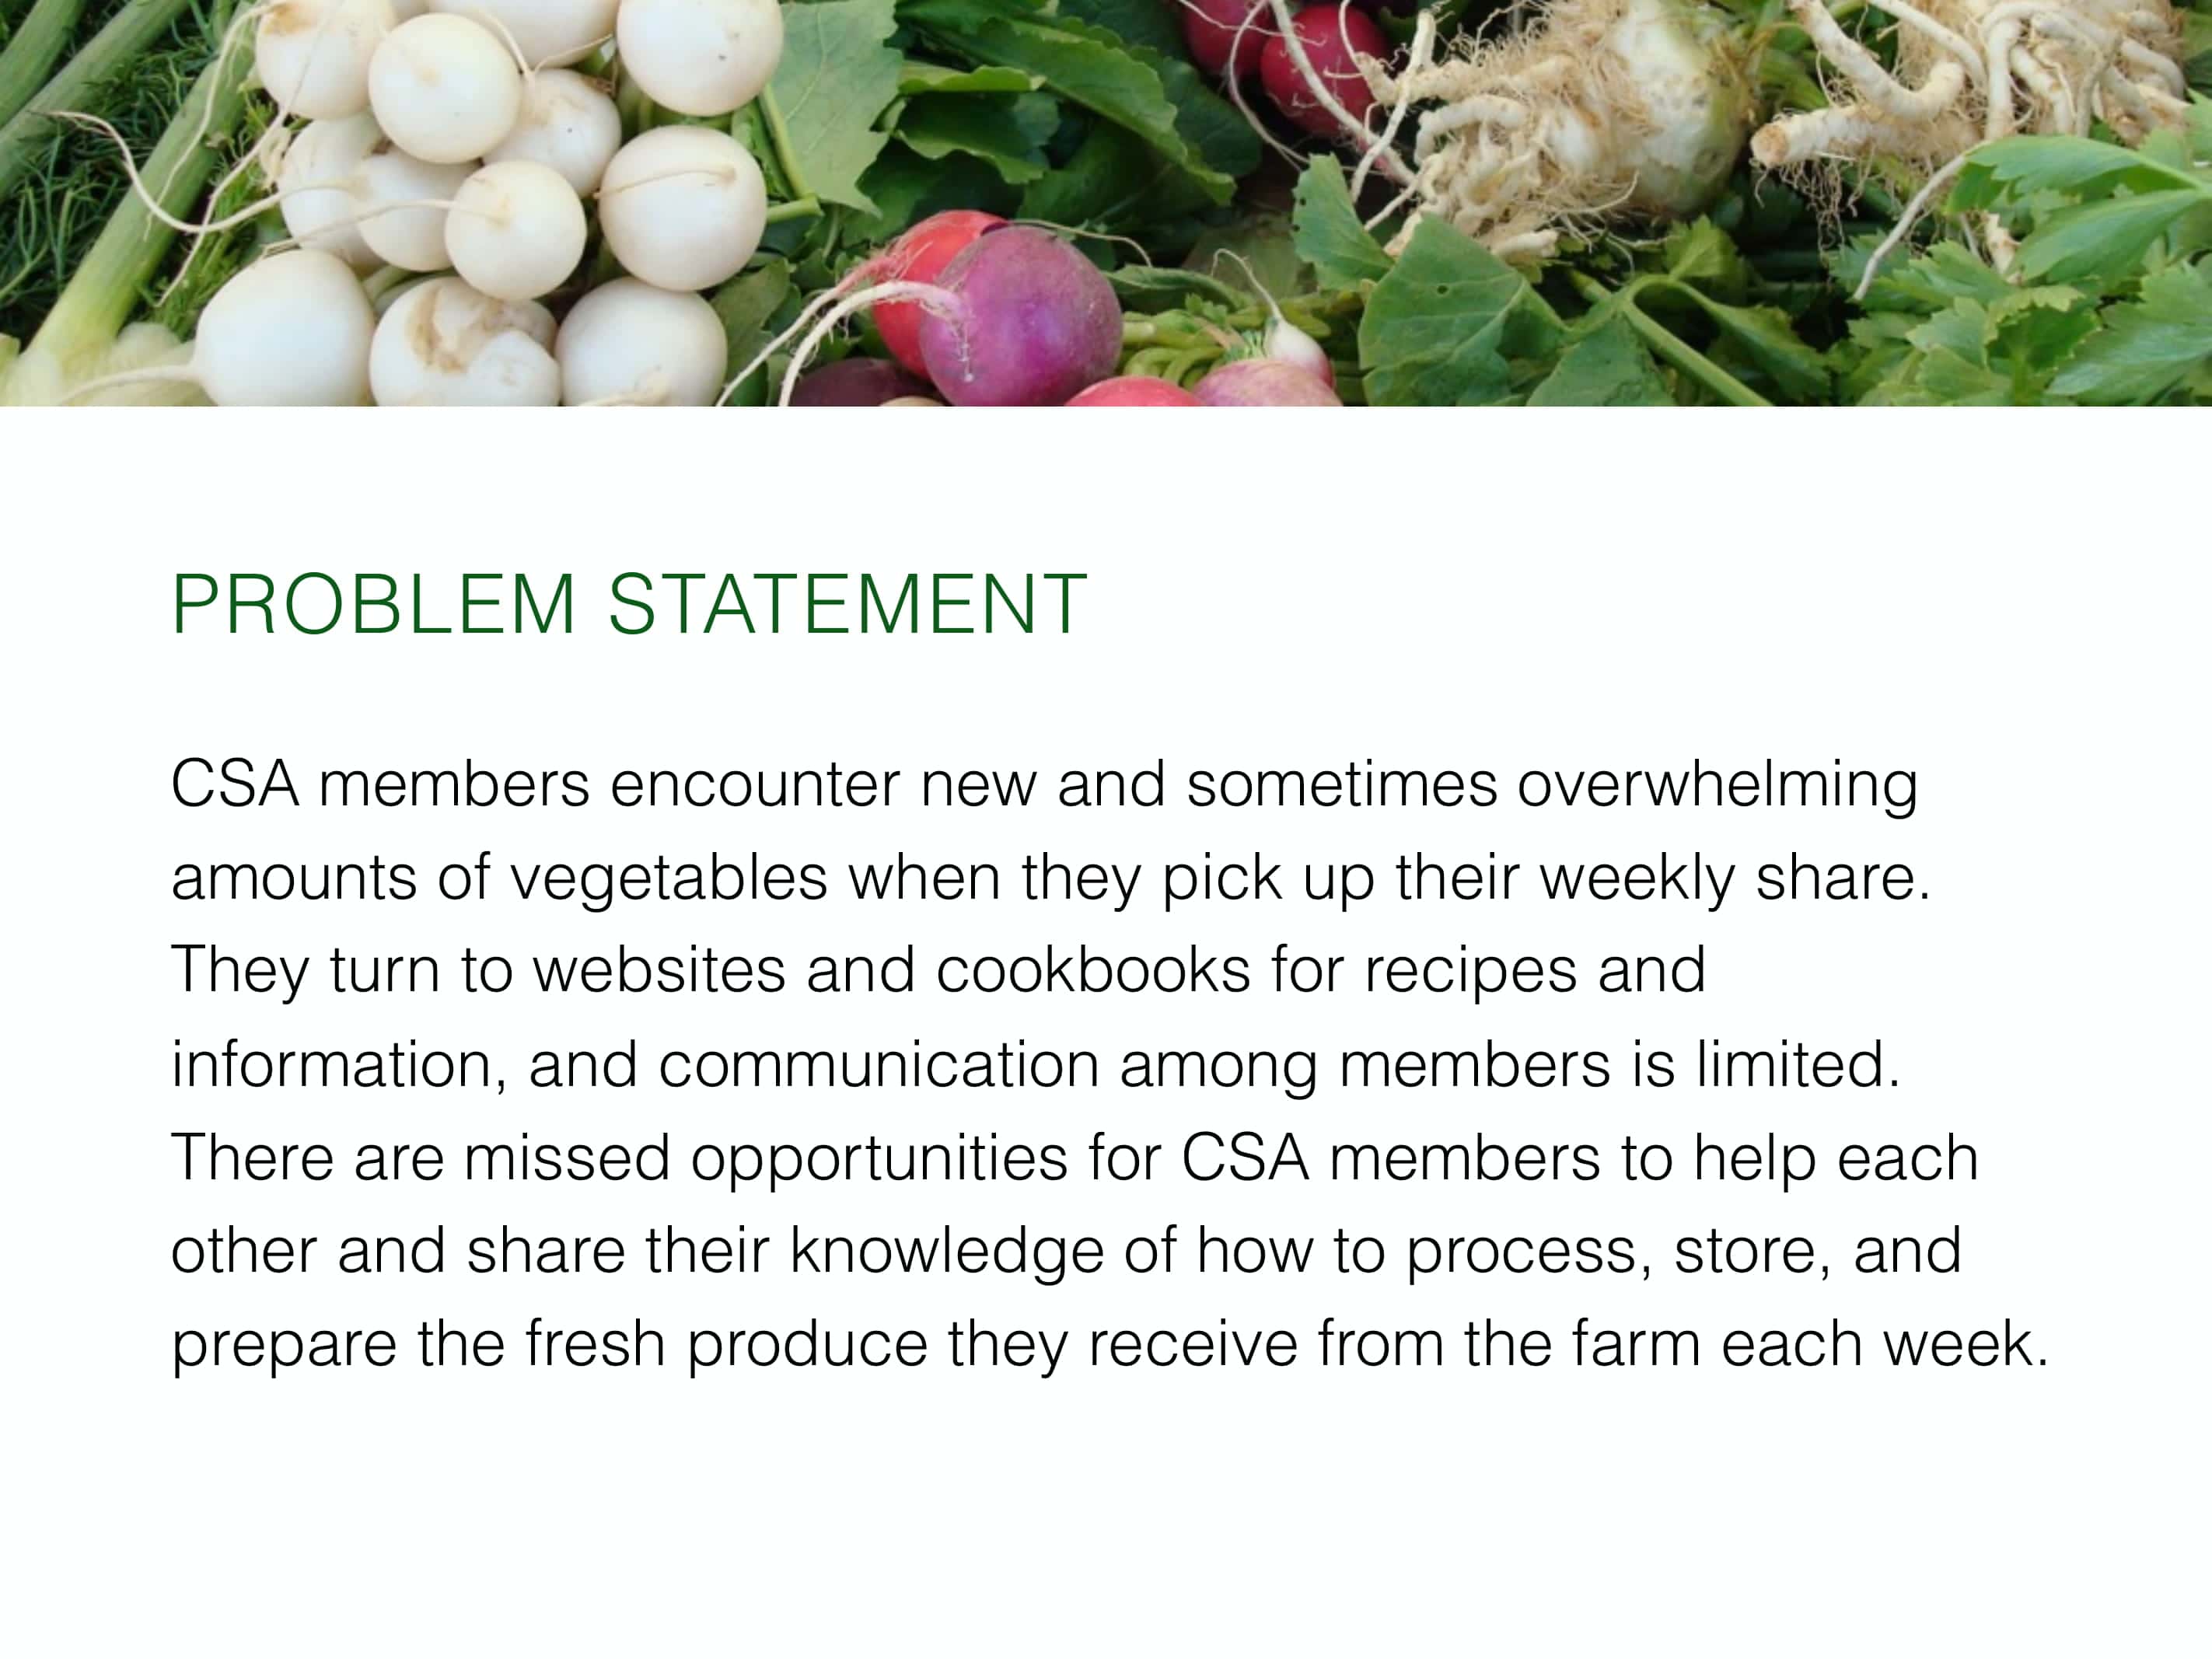 PROBLEM STATEMENT
CSA members encounter new and sometimes overwhelming
amounts of vegetables when they pick up their weekly share.
They turn to websites and cookbooks for recipes and
information, and communication among members is limited.
There are missed opportunities for CSA members to help each
other and share their knowledge of how to process, store, and
prepare the fresh produce they receive from the farm each week.